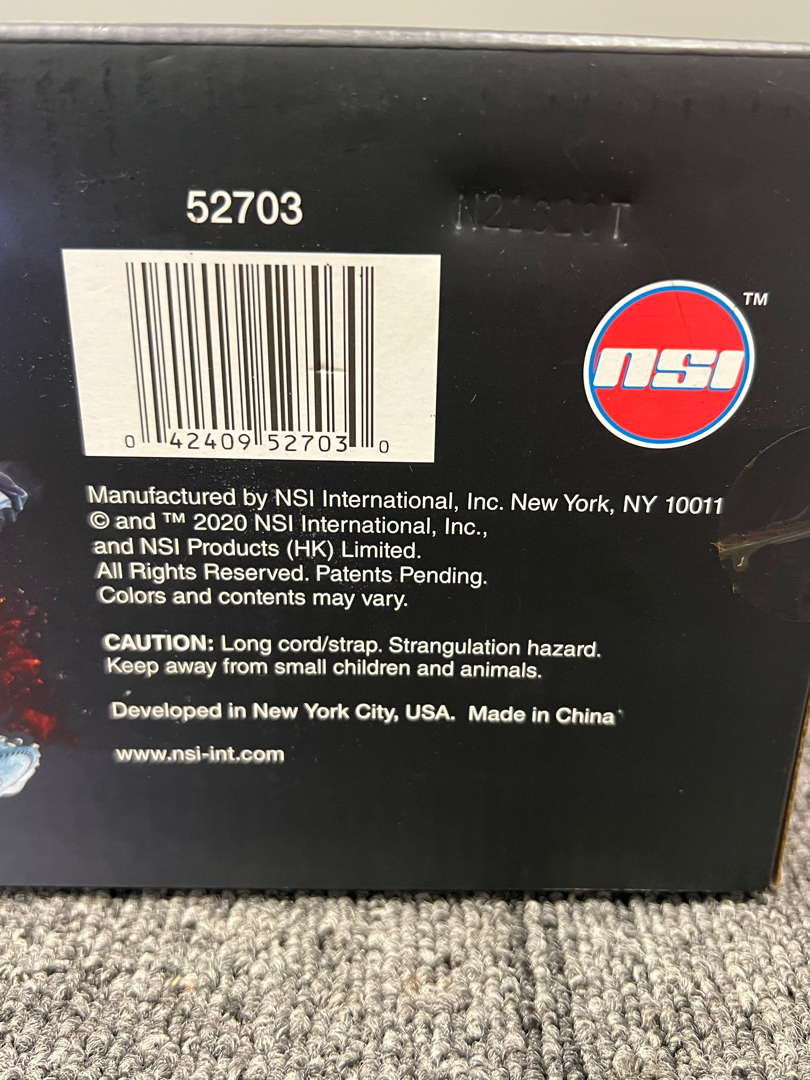 52703
0 42409 52703 0
nsi TM
Manufactured by NSI International, Inc. New York, NY 10011
© and ™ 2020 NSI International, Inc.,
and NSI Products (HK) Limited.
All Rights Reserved. Patents Pending.
Colors and contents may vary.
CAUTION: Long cord/strap. Strangulation hazard.
Keep away from small children and animals.
Developed in New York City, USA. Made in China
www.nsi-int.com